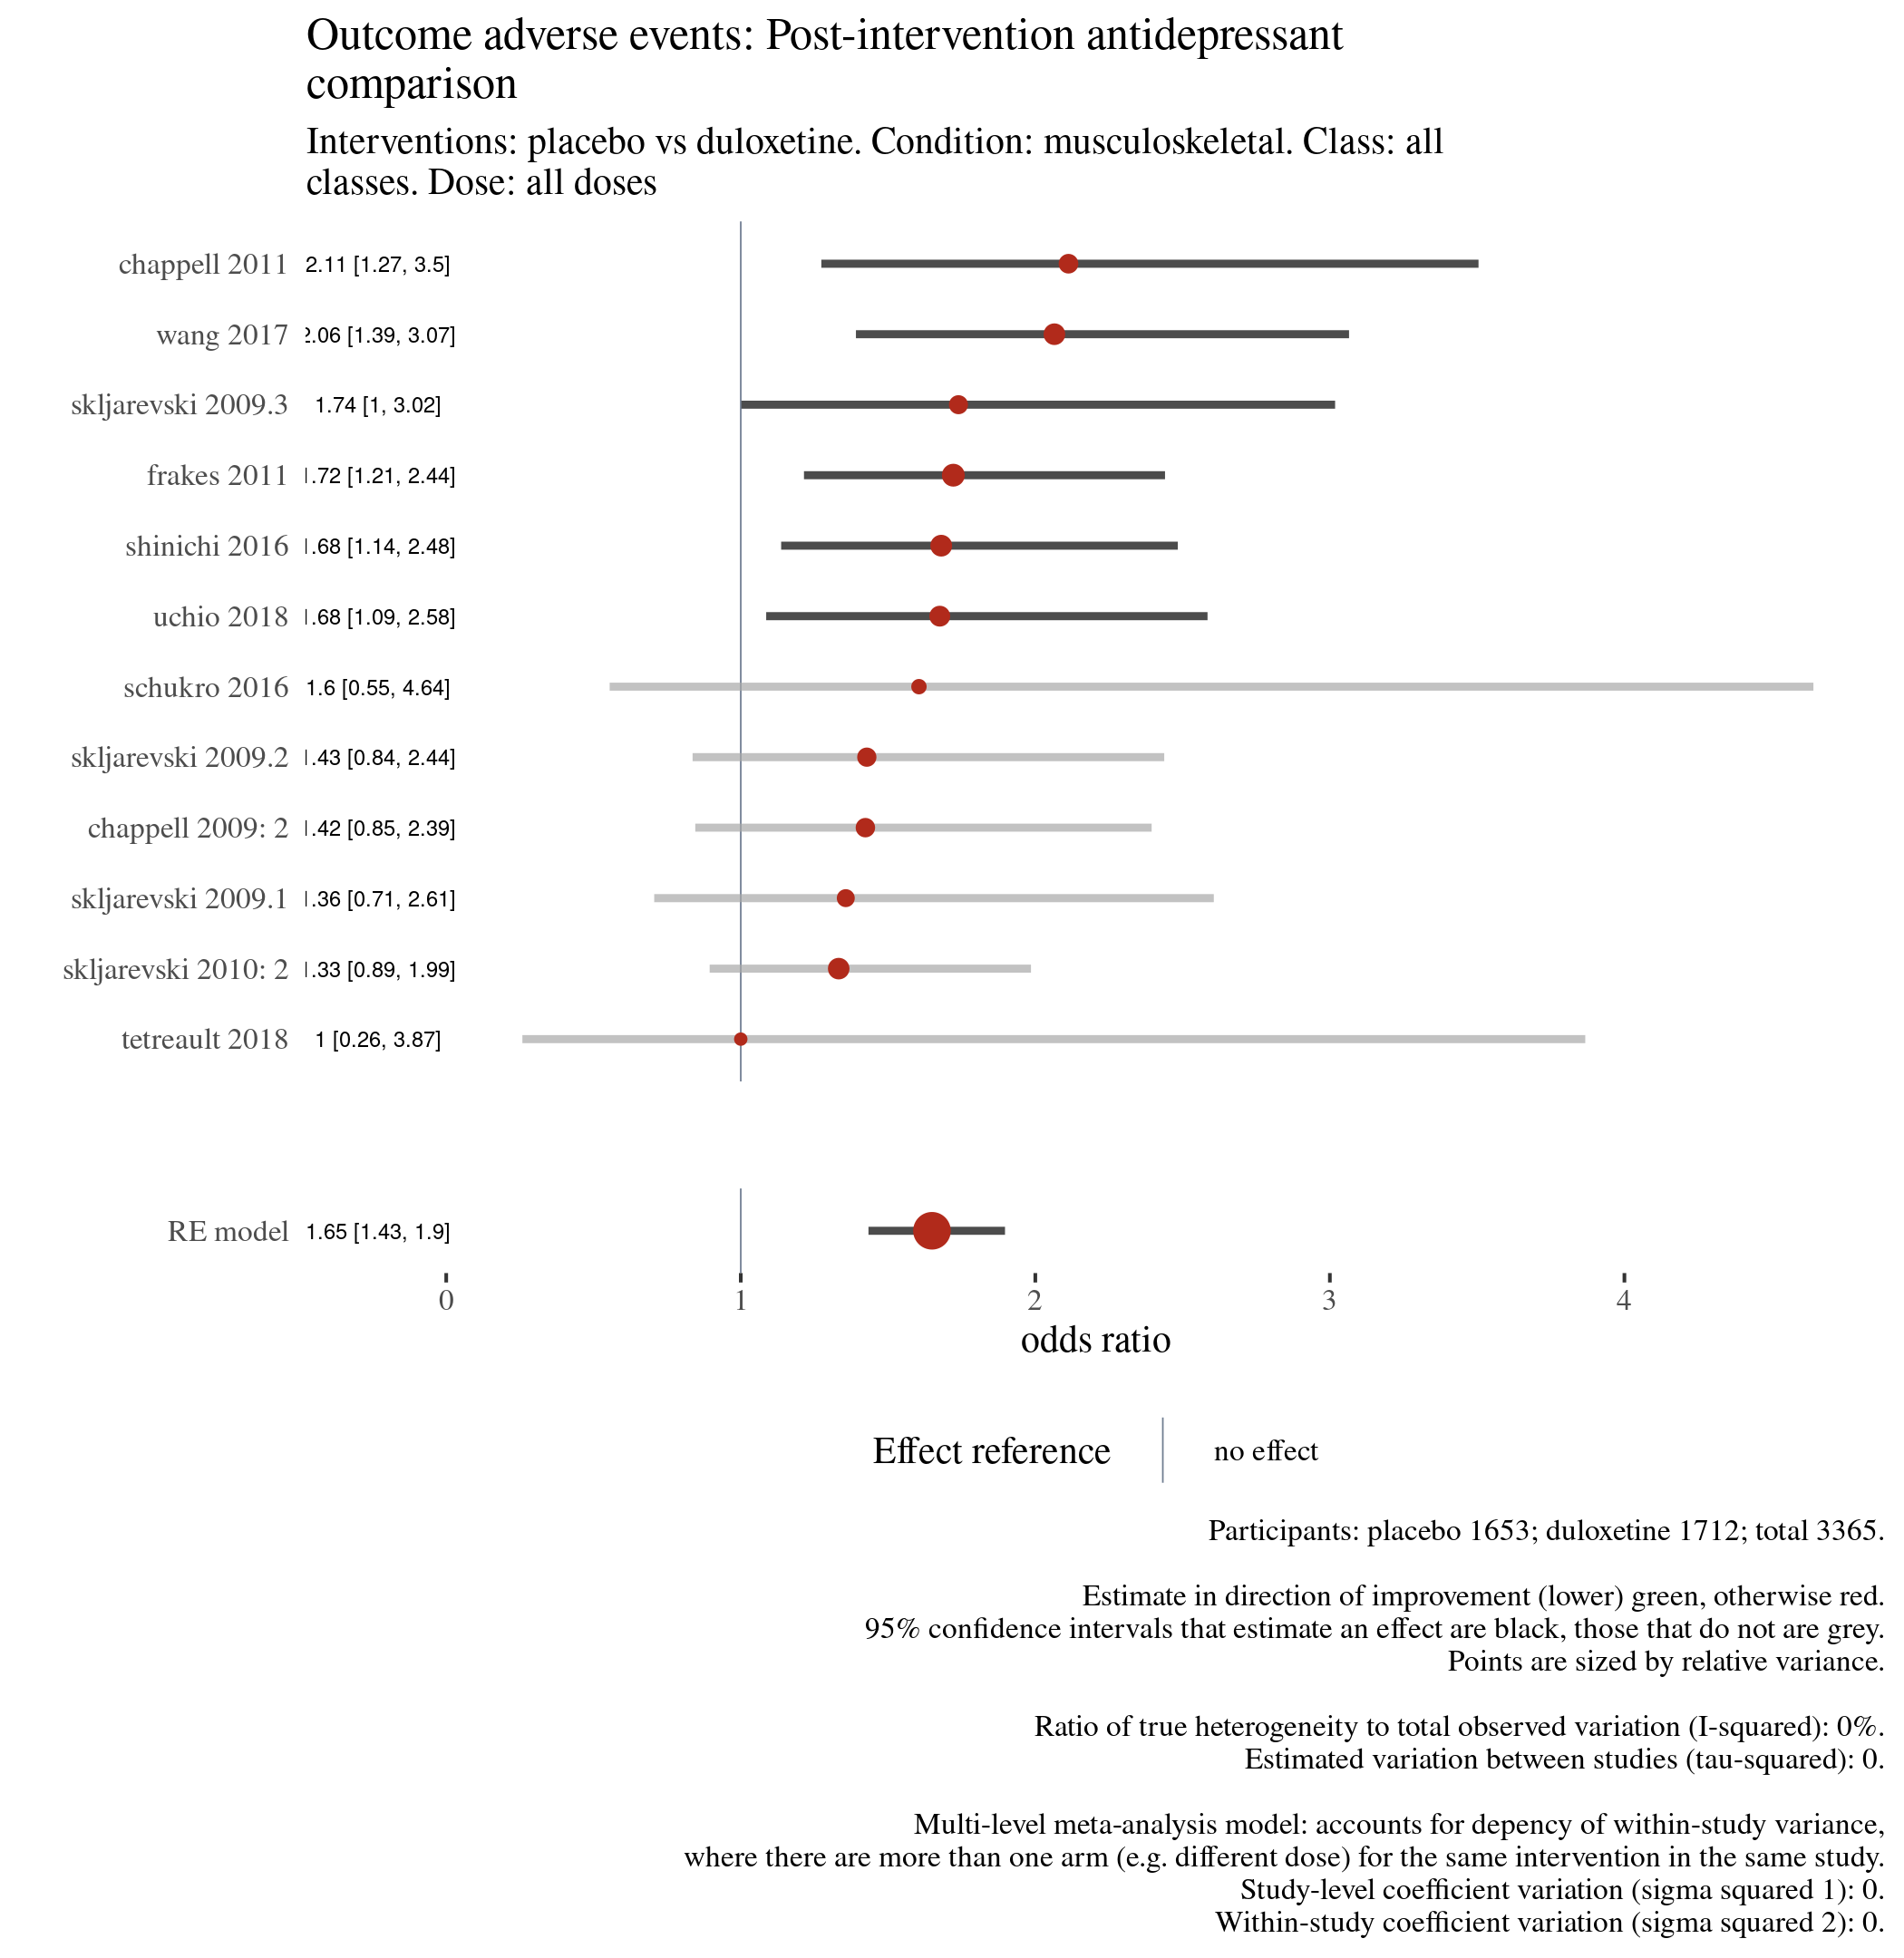 Outcome adverse events: Post-intervention antidepressant
comparison
Interventions: placebo vs duloxetine. Condition: musculoskeletal. Class: all
classes. Dose: all doses
chappell 2011 2.11 [1.27, 3.5]
wang 2017 2.06 [1.39, 3.07]
skljarevski 2009.3 1.74 [1, 3.02]
frakes 2011 1.72 [1.21, 2.44]
shinichi 2016 1.68 [1.14, 2.48]
uchio 2018 1.68 [1.09, 2.58]
schukro 2016 1.6 [0.55, 4.64]
skljarevski 2009.2 1.43 [0.84, 2.44]
chappell 2009: 2 1.42 [0.85, 2.39]
skljarevski 2009.1 1.36 [0.71, 2.61]
skljarevski 2010: 2 1.33 [0.89, 1.99]
tetreault 2018 1 [0.26, 3.87]
RE model 1.65 [1.43, 1.9]
0 1 2 3 4
odds ratio
Effect reference no effect
Participants: placebo 1653; duloxetine 1712; total 3365.
Estimate in direction of improvement (lower) green, otherwise red.
95% confidence intervals that estimate an effect are black, those that do not are grey.
Points are sized by relative variance.
Ratio of true heterogeneity to total observed variation (I-squared): 0%.
Estimated variation between studies (tau-squared): 0.
Multi-level meta-analysis model: accounts for depency of within-study variance,
where there are more than one arm (e.g. different dose) for the same intervention in the same study.
Study-level coefficient variation (sigma squared 1): 0.
Within-study coefficient variation (sigma squared 2): 0.